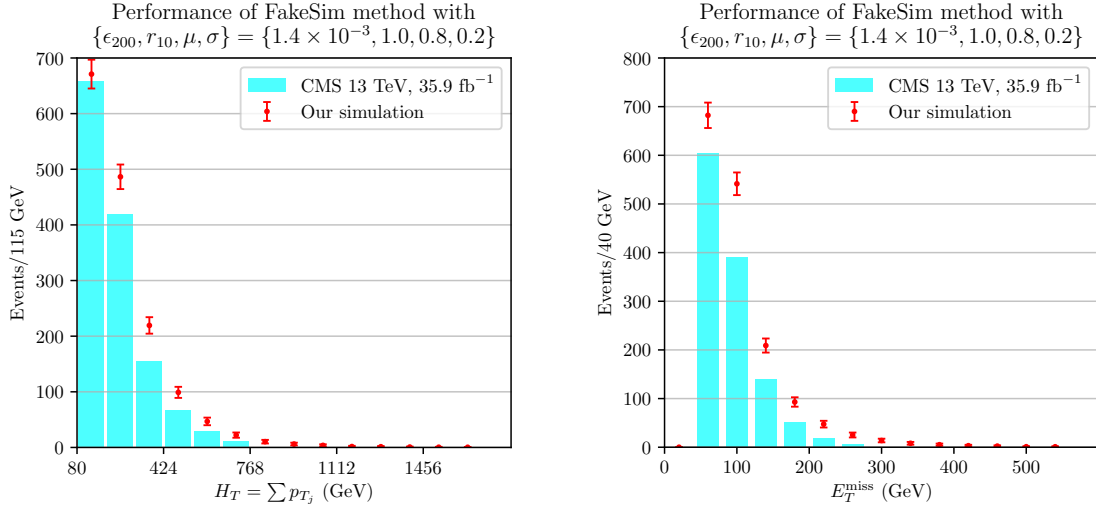 Performance of FakeSim method with
{ϵ₂₀₀, r₁₀, μ, σ} = {1.4 × 10⁻³, 1.0, 0.8, 0.2}
700
600
500
400
300
200
100
0
Events/115 GeV
CMS 13 TeV, 35.9 fb⁻¹
Our simulation
80 424 768 1112 1456
H_T = ∑ p_{T_j} (GeV)
Performance of FakeSim method with
{ϵ₂₀₀, r₁₀, μ, σ} = {1.4 × 10⁻³, 1.0, 0.8, 0.2}
800
700
600
500
400
300
200
100
0
Events/40 GeV
CMS 13 TeV, 35.9 fb⁻¹
Our simulation
0 100 200 300 400 500
E_T^miss (GeV)